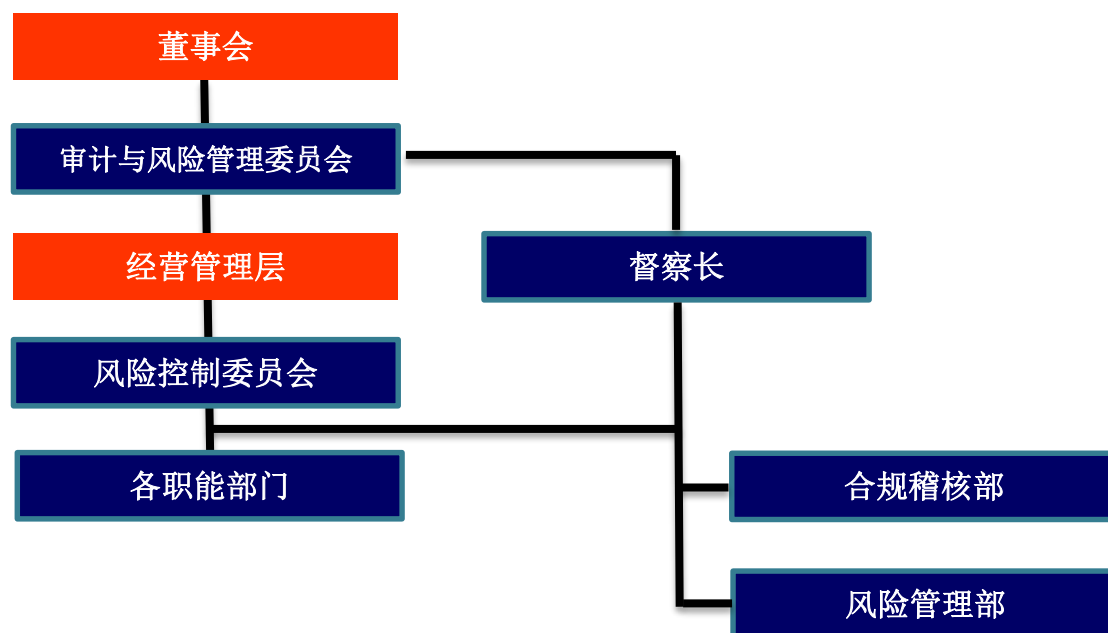 董事会
审计与风险管理委员会
经营管理层
督察长
风险控制委员会
各职能部门
合规稽核部
风险管理部